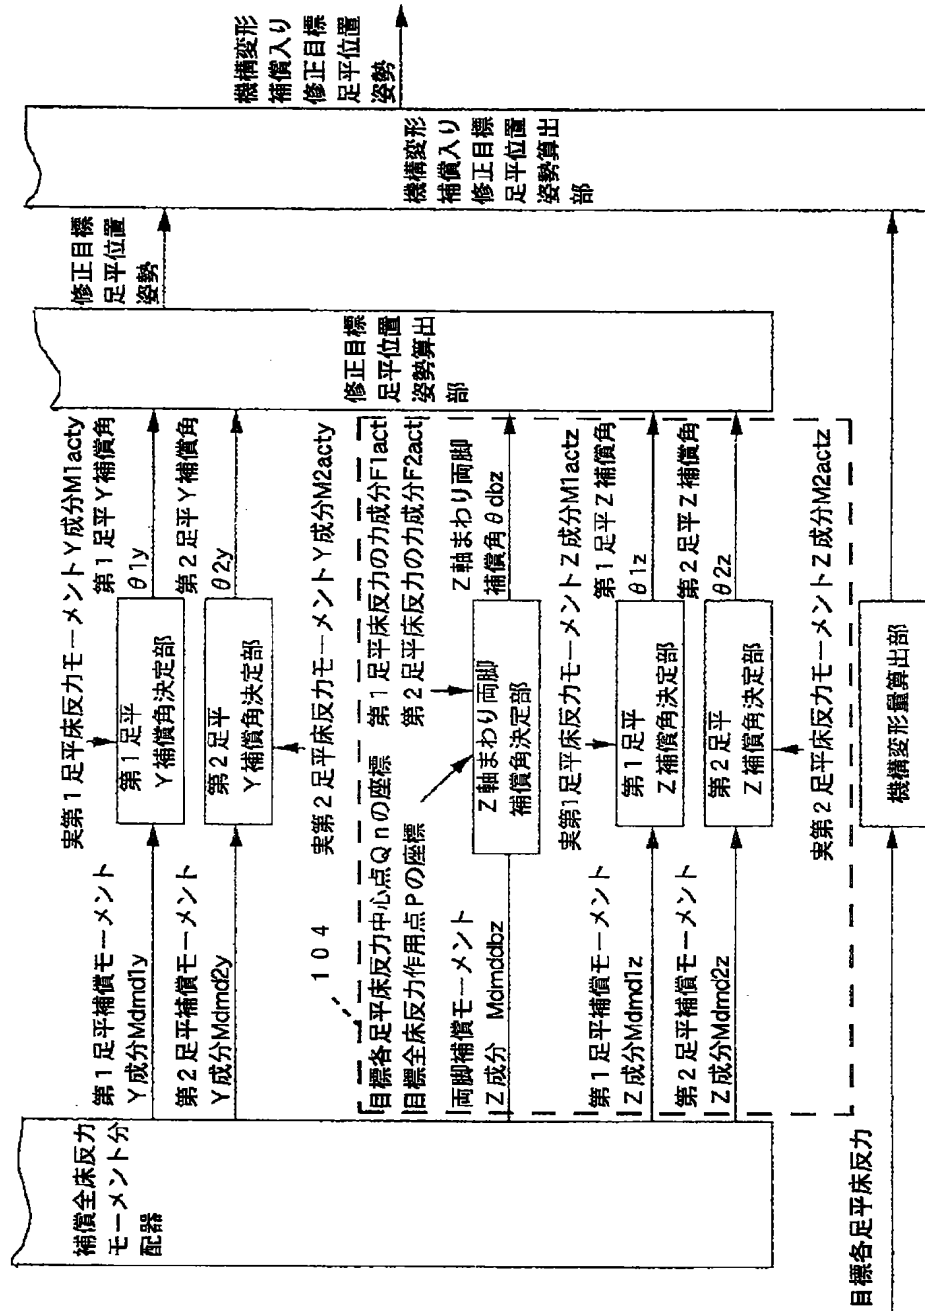 補償全床反力
モーメント分
配器
第1足平補償モーメント
Y成分Mdmd1y
実第1足平床反力モーメントY成分M1acty
第1足平
Y補償角決定部
第1足平Y補償角
θ1y
第2足平補償モーメント
Y成分Mdmd2y
第2足平
Y補償角決定部
第2足平Y補償角
θ2y
実第2足平床反力モーメントY成分M2acty
104
目標各足平床反力中心点Qnの座標
第1足平床反力の力成分F1act
目標全床反力作用点Pの座標
第2足平床反力の力成分F2act
両脚補償モーメント
Z成分 Mdmddbz
Z軸まわり両脚
補償角決定部
Z軸まわり両脚
補償角θdbz
実第1足平床反力モーメントZ成分M1actz
第1足平補償モーメント
Z成分Mdmd1z
第1足平
Z補償角決定部
第1足平Z補償角
θ1z
第2足平補償モーメント
Z成分Mdmd2z
第2足平
Z補償角決定部
第2足平Z補償角
θ2z
実第2足平床反力モーメントZ成分M2actz
目標各足平床反力
機構変形量算出部
修正目標
足平位置
姿勢算出
部
修正目標
足平位置
姿勢
機構変形
補償入り
修正目標
足平位置
姿勢算出
部
機構変形
補償入り
修正目標
足平位置
姿勢